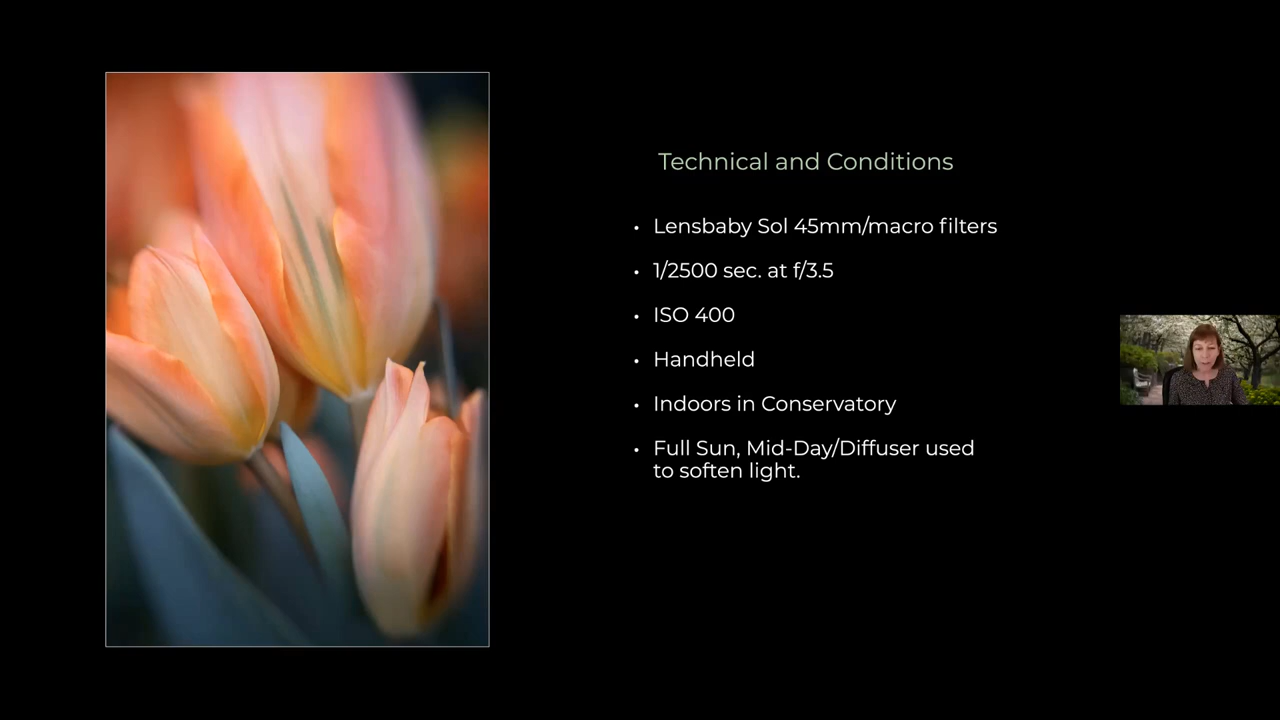 Technical and Conditions
• Lensbaby Sol 45mm/macro filters
• 1/2500 sec. at f/3.5
• ISO 400
• Handheld
• Indoors in Conservatory
• Full Sun, Mid-Day/Diffuser used
to soften light.